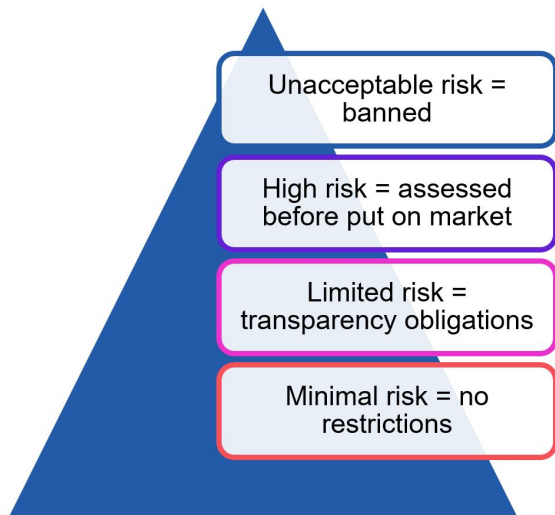 Unacceptable risk =
banned
High risk = assessed
before put on market
Limited risk =
transparency obligations
Minimal risk = no
restrictions